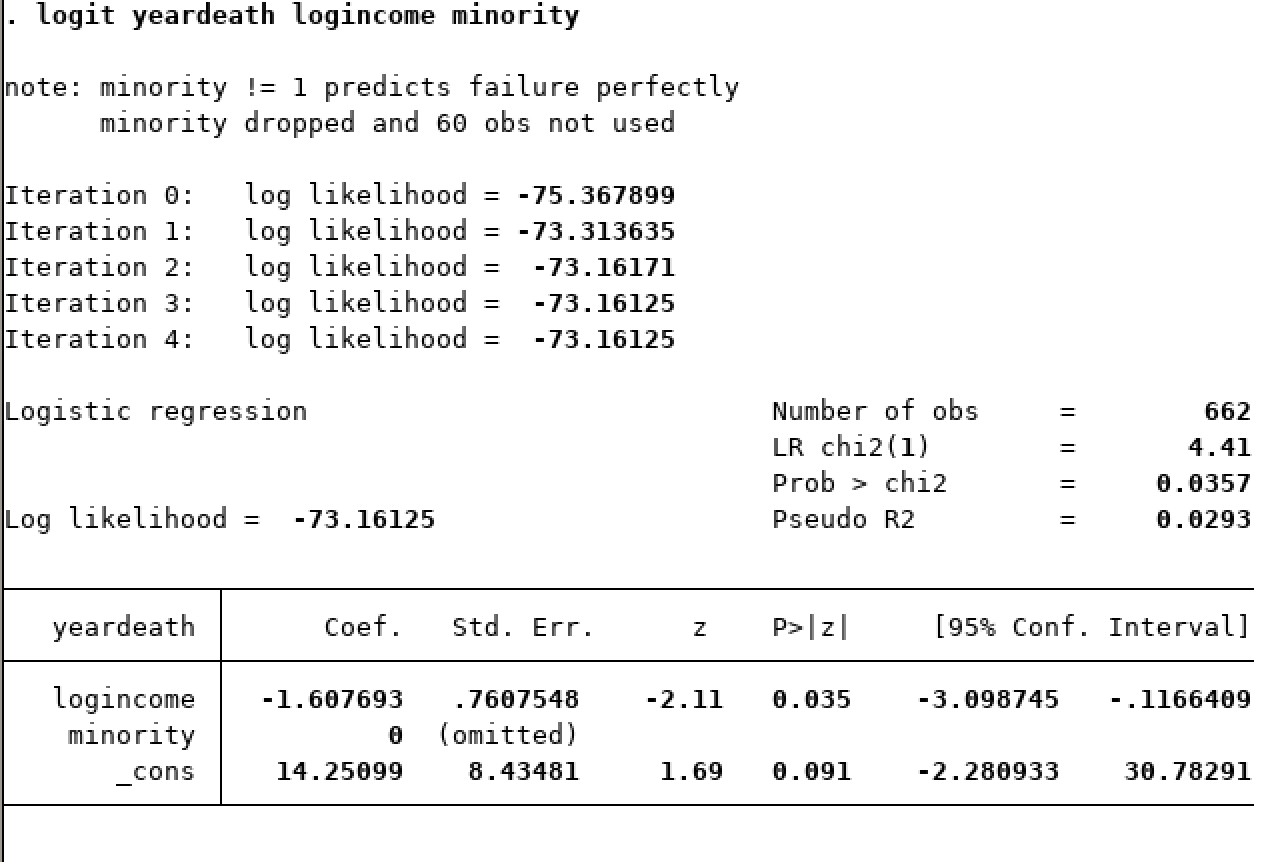 . logit yeardeath logincome minority
note: minority != 1 predicts failure perfectly
minority dropped and 60 obs not used
Iteration 0:   log likelihood = -75.367899
Iteration 1:   log likelihood = -73.313635
Iteration 2:   log likelihood =  -73.16171
Iteration 3:   log likelihood =  -73.16125
Iteration 4:   log likelihood =  -73.16125
Logistic regression                             Number of obs     =        662
LR chi2(1)        =       4.41
Prob > chi2       =     0.0357
Log likelihood =  -73.16125                     Pseudo R2         =     0.0293
yeardeath |      Coef.   Std. Err.      z    P>|z|     [95% Conf. Interval]
logincome |  -1.607693   .7607548    -2.11   0.035    -3.098745   -.1166409
minority |          0  (omitted)
_cons |   14.25099    8.43481     1.69   0.091    -2.280933    30.78291